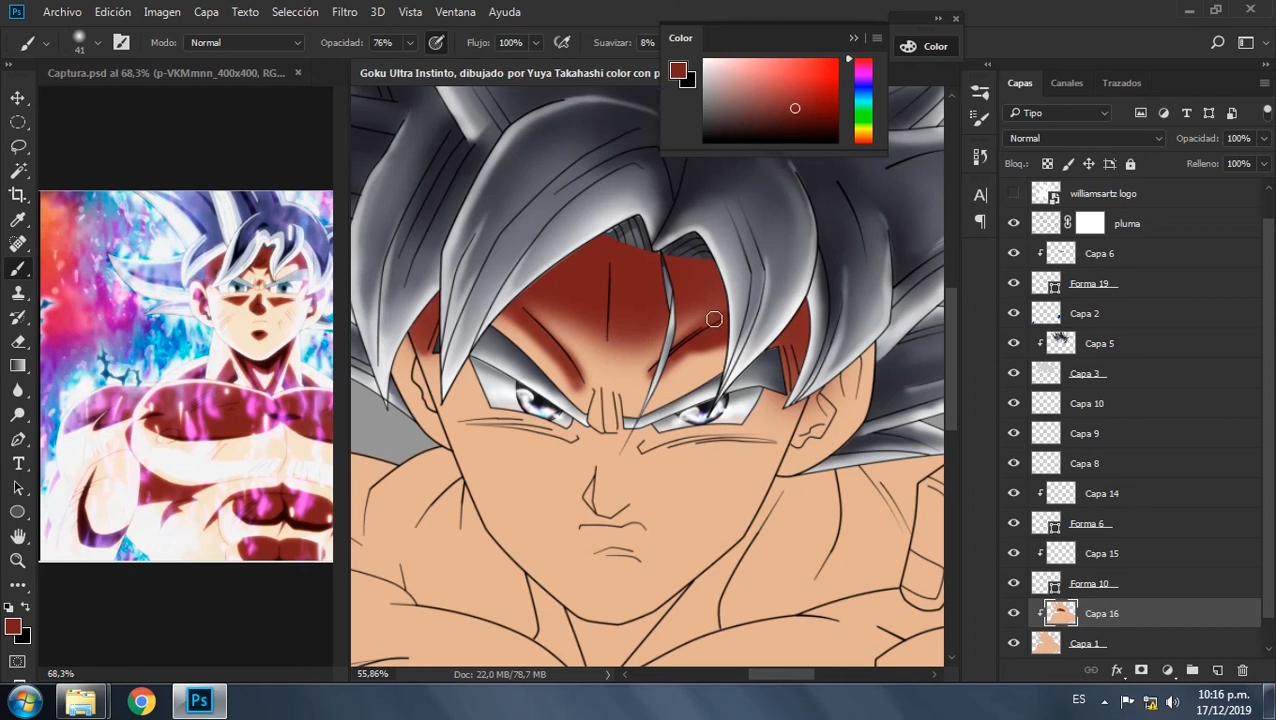 Ps Archivo Edición Imagen Capa Texto Selección Filtro 3D Vista Ventana Ayuda
41 Modo: Normal Opacidad: 76% Flujo: 100% Suavizar: 8%
Color
Color
Captura.psd al 68,3% (p-VKMmnn_400x400, RG...
Goku Ultra Instinto, dibujado por Yuya Takahashi color con p
Capas Canales Trazados
Tipo
Normal Opacidad: 100%
Bloq.: Relleno: 100%
williamsartz logo
pluma
Capa 6
Forma 19
Capa 2
Capa 5
Capa 3
Capa 10
Capa 9
Capa 8
Capa 14
Forma 6
Capa 15
Forma 10
Capa 16
Capa 1
68,3%
55,86% Doc: 22,0 MB/78,7 MB
fx
Ps
ES 10:16 p.m.
17/12/2019